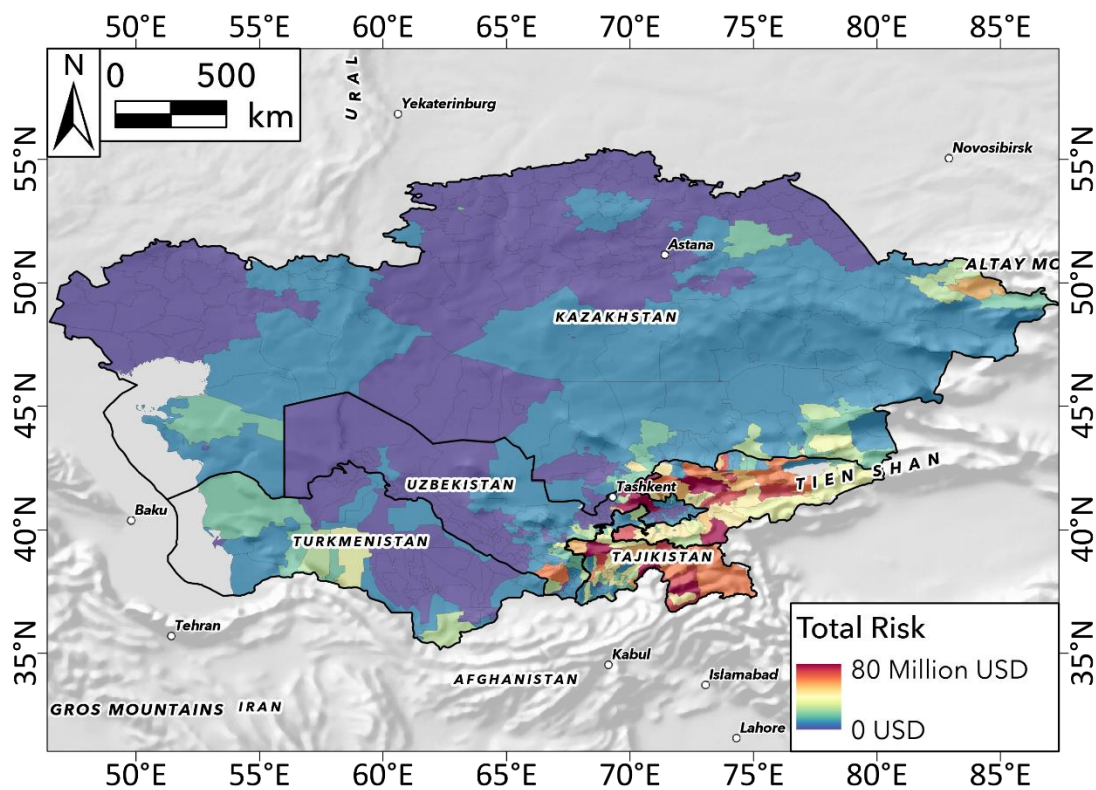 50°E 55°E 60°E 65°E 70°E 75°E 80°E 85°E
N
0 500
km
URAL
Yekaterinburg
Novosibirsk
55°N
55°N
Astana
ALTAY MO
50°N
50°N
KAZAKHSTAN
45°N
45°N
TIEN SHAN
UZBEKISTAN
Tashkent
Baku
40°N
40°N
TURKMENISTAN
TAJIKISTAN
Total Risk
Tehran
80 Million USD
35°N
35°N
Kabul
Islamabad
AFGHANISTAN
GROS MOUNTAINS IRAN
0 USD
Lahore
50°E 55°E 60°E 65°E 70°E 75°E 80°E 85°E